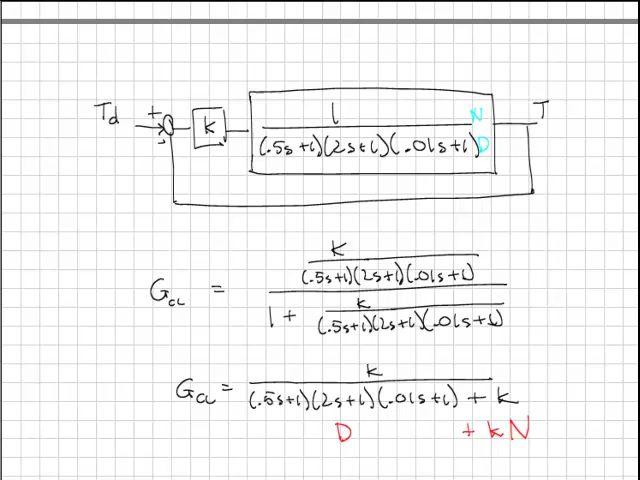 Td + - K 1 N T
(.5s+1)(2s+1)(.01s+1) D
K
(.5s+1)(2s+1)(.01s+1)
GCL =
1 + K
(.5s+1)(2s+1)(.01s+1)
K
GCL =
(.5s+1)(2s+1)(.01s+1) + K
D + KN